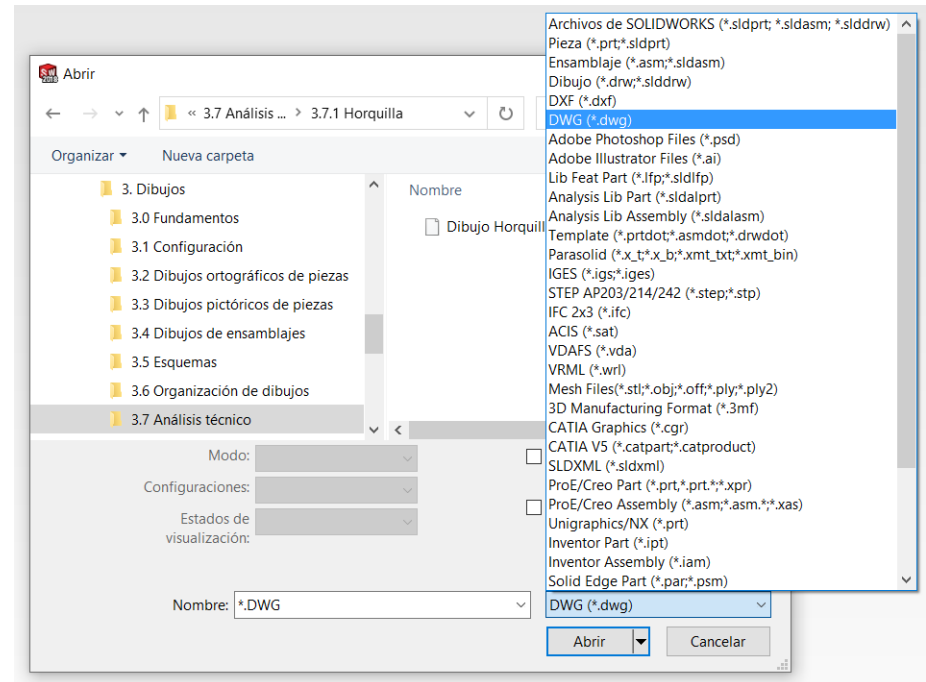 Abrir
« 3.7 Análisis ... > 3.7.1 Horquilla
Organizar
Nueva carpeta
3. Dibujos
3.0 Fundamentos
3.1 Configuración
3.2 Dibujos ortográficos de piezas
3.3 Dibujos pictóricos de piezas
3.4 Dibujos de ensamblajes
3.5 Esquemas
3.6 Organización de dibujos
3.7 Análisis técnico
Nombre
Dibujo Horquill
Modo:
Configuraciones:
Estados de
visualización:
Nombre: *.DWG
Archivos de SOLIDWORKS (*.sldprt; *.sldasm; *.slddrw)
Pieza (*.prt;*.sldprt)
Ensamblaje (*.asm;*.sldasm)
Dibujo (*.drw;*.slddrw)
DXF (*.dxf)
DWG (*.dwg)
Adobe Photoshop Files (*.psd)
Adobe Illustrator Files (*.ai)
Lib Feat Part (*.lfp;*.sldlfp)
Analysis Lib Part (*.sldalprt)
Analysis Lib Assembly (*.sldalasm)
Template (*.prtdot;*.asmdot;*.drwdot)
Parasolid (*.x_t;*.x_b;*.xmt_txt;*.xmt_bin)
IGES (*.igs;*.iges)
STEP AP203/214/242 (*.step;*.stp)
IFC 2x3 (*.ifc)
ACIS (*.sat)
VDAFS (*.vda)
VRML (*.wrl)
Mesh Files(*.stl;*.obj;*.off;*.ply;*.ply2)
3D Manufacturing Format (*.3mf)
CATIA Graphics (*.cgr)
CATIA V5 (*.catpart;*.catproduct)
SLDXML (*.sldxml)
ProE/Creo Part (*.prt,*.prt.*;*.xpr)
ProE/Creo Assembly (*.asm;*.asm.*;*.xas)
Unigraphics/NX (*.prt)
Inventor Part (*.ipt)
Inventor Assembly (*.iam)
Solid Edge Part (*.par;*.psm)
DWG (*.dwg)
Abrir
Cancelar